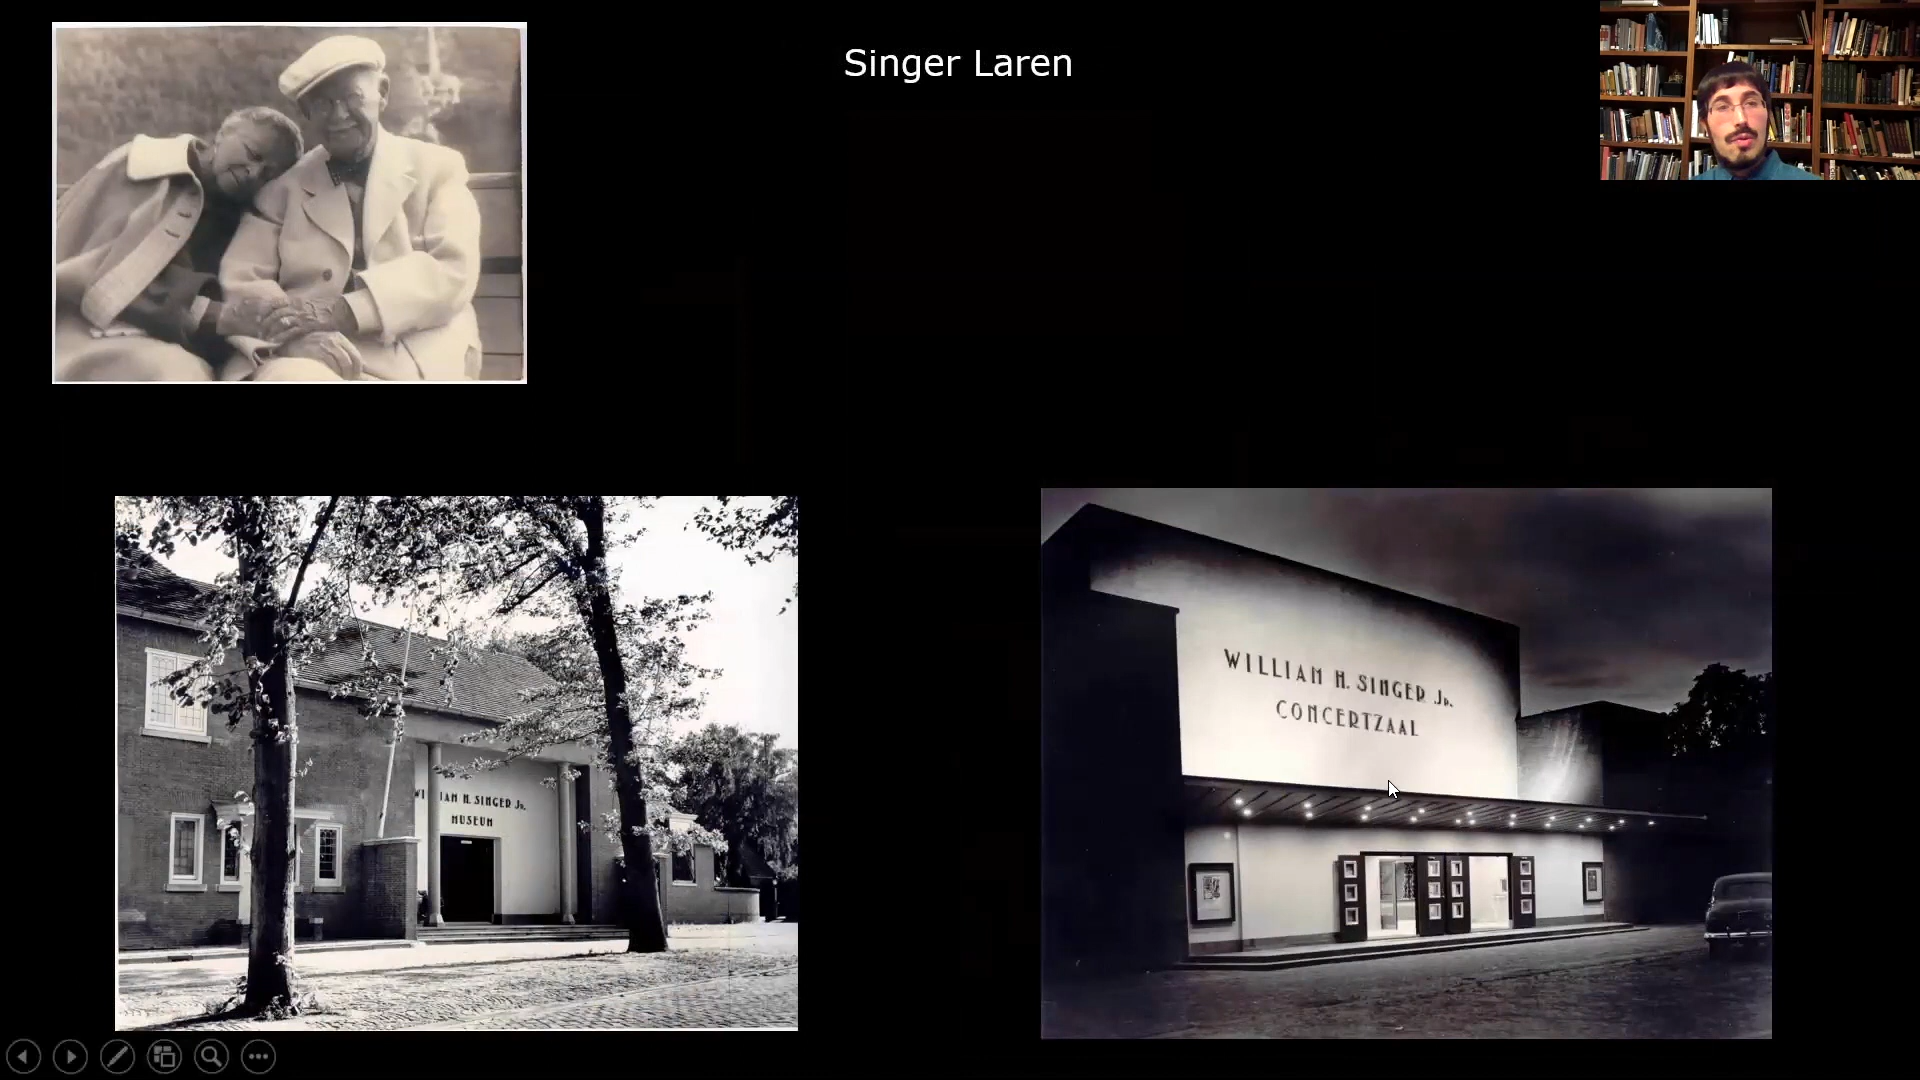 Singer Laren
WILLIAM H. SINGER Jr.
MUSEUM
WILLIAM H. SINGER Jr.
CONCERTZAAL